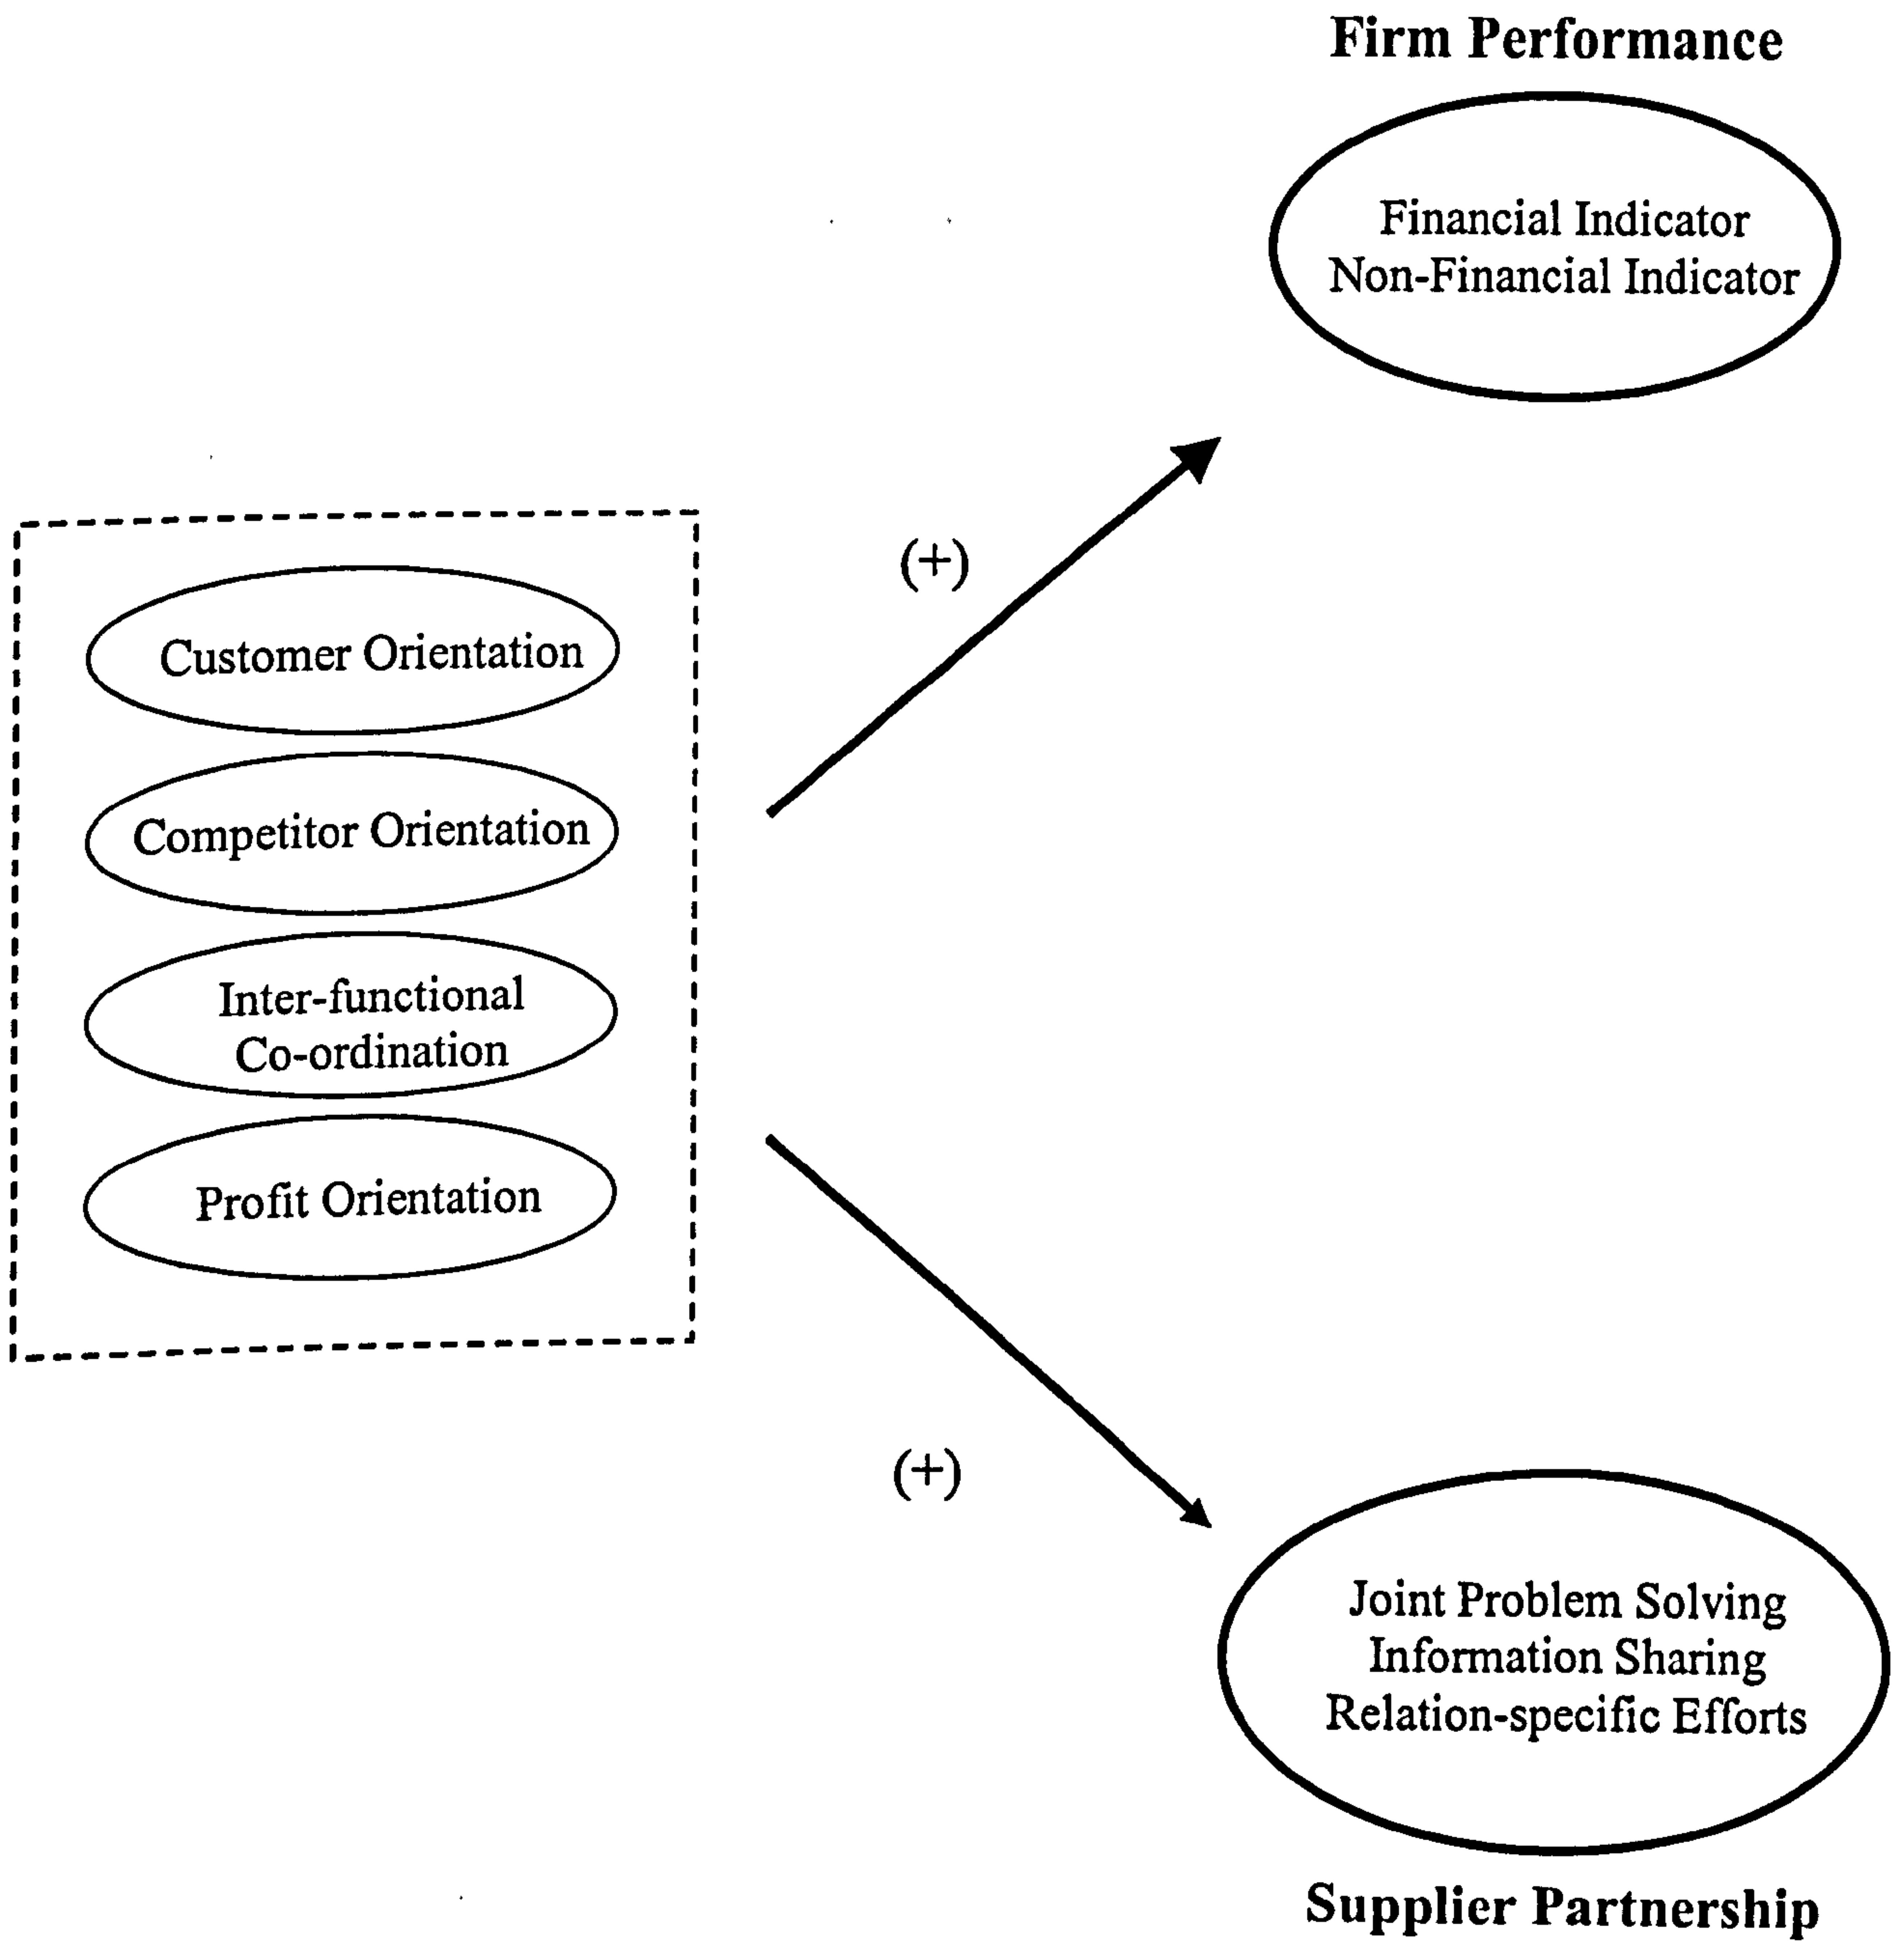 Firm Performance
Financial Indicator
Non-Financial Indicator
(+)
Customer Orientation
Competitor Orientation
Inter-functional
Co-ordination
Profit Orientation
(+)
Joint Problem Solving
Information Sharing
Relation-specific Efforts
Supplier Partnership